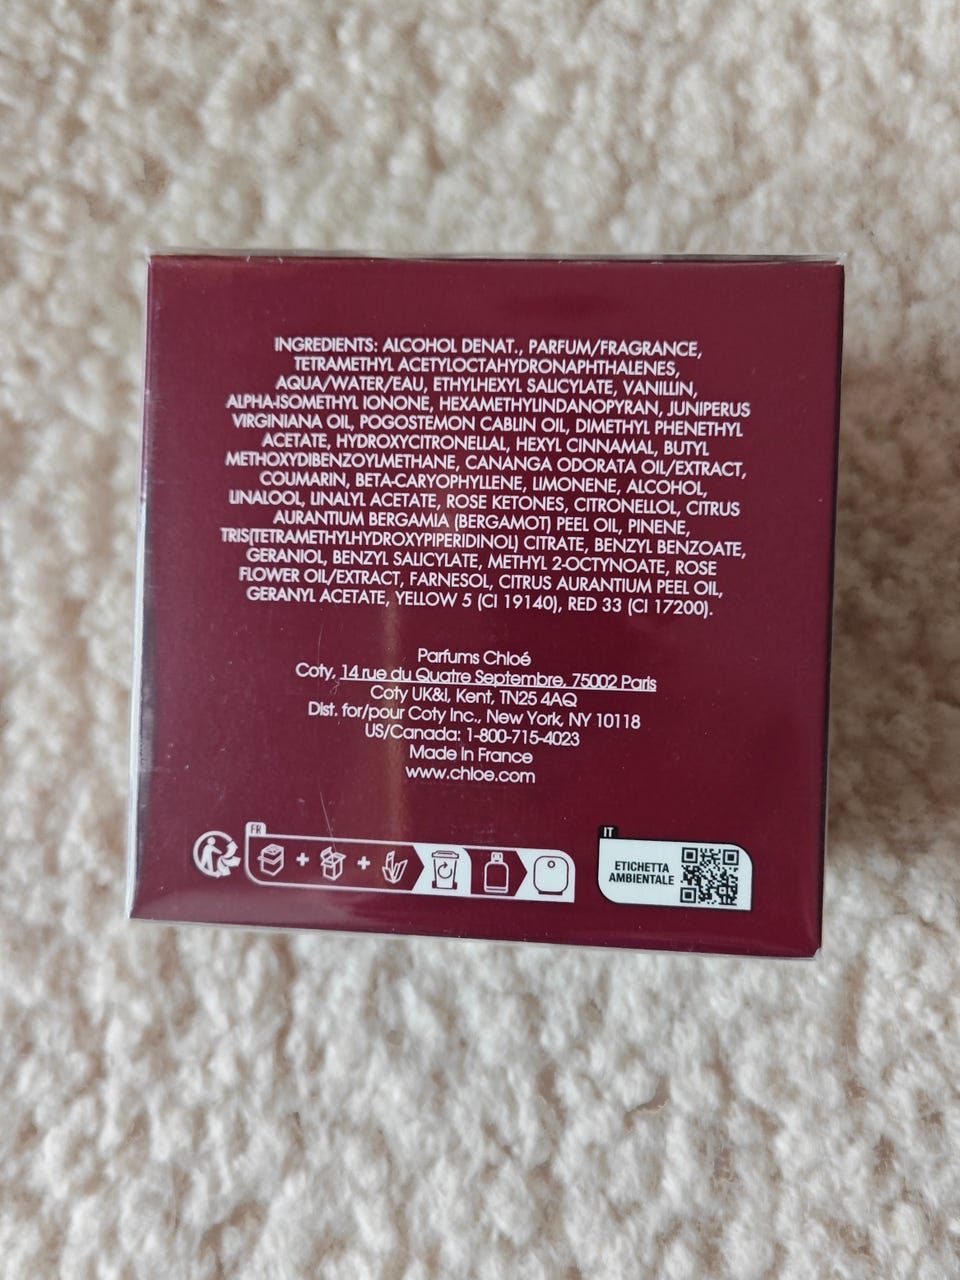 INGREDIENTS: ALCOHOL DENAT., PARFUM/FRAGRANCE,
TETRAMETHYL ACETYLOCTAHYDRONAPHTHALENES,
AQUA/WATER/EAU, ETHYLHEXYL SALICYLATE, VANILLIN,
ALPHA-ISOMETHYL IONONE, HEXAMETHYLINDANOPYRAN, JUNIPERUS
VIRGINIANA OIL, POGOSTEMON CABLIN OIL, DIMETHYL PHENETHYL
ACETATE, HYDROXYCITRONELLAL, HEXYL CINNAMAL, BUTYL
METHOXYDIBENZOYLMETHANE, CANANGA ODORATA OIL/EXTRACT,
COUMARIN, BETA-CARYOPHYLLENE, LIMONENE, ALCOHOL,
LINALOOL, LINALYL ACETATE, ROSE KETONES, CITRONELLOL, CITRUS
AURANTIUM BERGAMIA (BERGAMOT) PEEL OIL, PINENE,
TRIS(TETRAMETHYLHYDROXYPIPERIDINOL) CITRATE, BENZYL BENZOATE,
GERANIOL, BENZYL SALICYLATE, METHYL 2-OCTYNOATE, ROSE
FLOWER OIL/EXTRACT, FARNESOL, CITRUS AURANTIUM PEEL OIL,
GERANYL ACETATE, YELLOW 5 (CI 19140), RED 33 (CI 17200).
Parfums Chloé
Coty, 14 rue du Quatre Septembre, 75002 Paris
Coty UK&I, Kent, TN25 4AQ
Dist. for/pour Coty Inc., New York, NY 10118
US/Canada: 1-800-715-4023
Made in France
www.chloe.com
FR
IT
ETICHETTA
AMBIENTALE